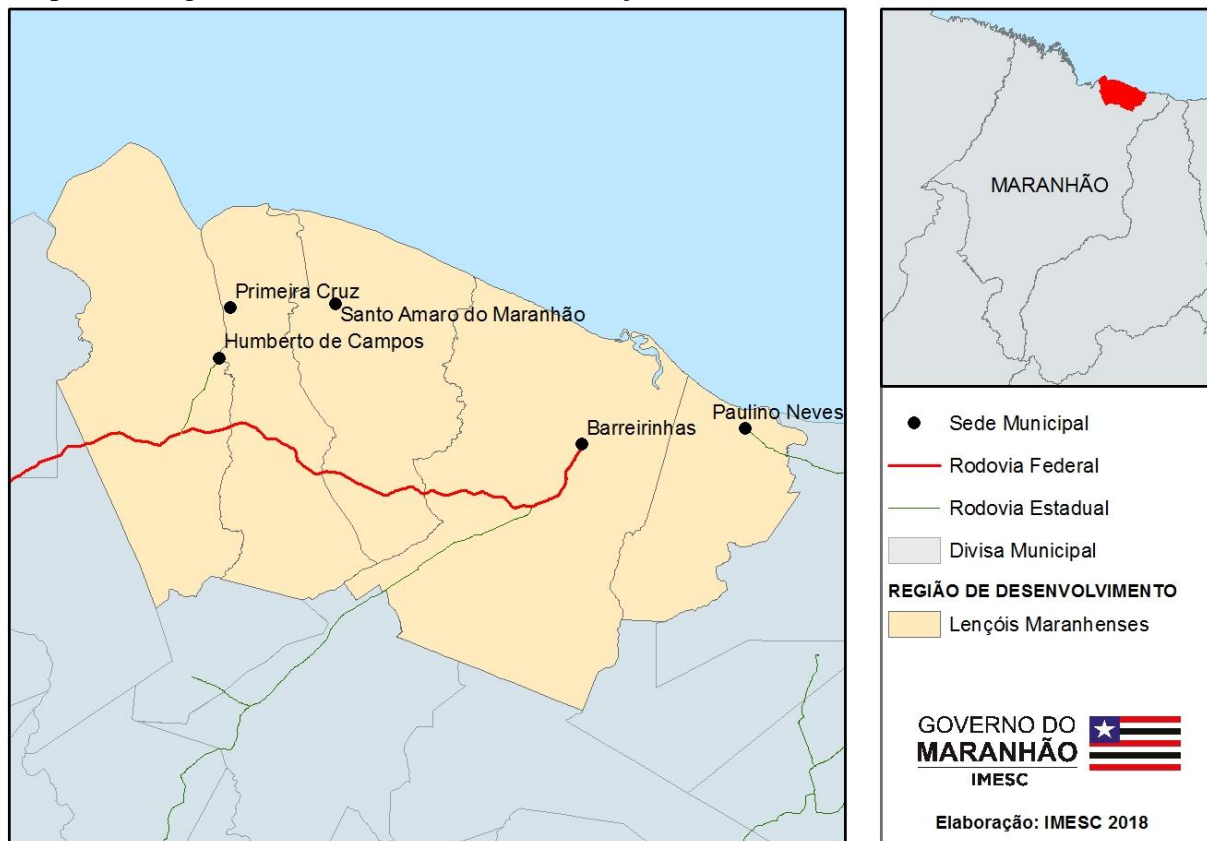 Primeira Cruz
Santo Amaro do Maranhão
Humberto de Campos
Paulino Neves
Barreirinhas
MARANHÃO
Sede Municipal
Rodovia Federal
Rodovia Estadual
Divisa Municipal
REGIÃO DE DESENVOLVIMENTO
Lençóis Maranhenses
GOVERNO DO
MARANHÃO
IMESC
Elaboração: IMESC 2018